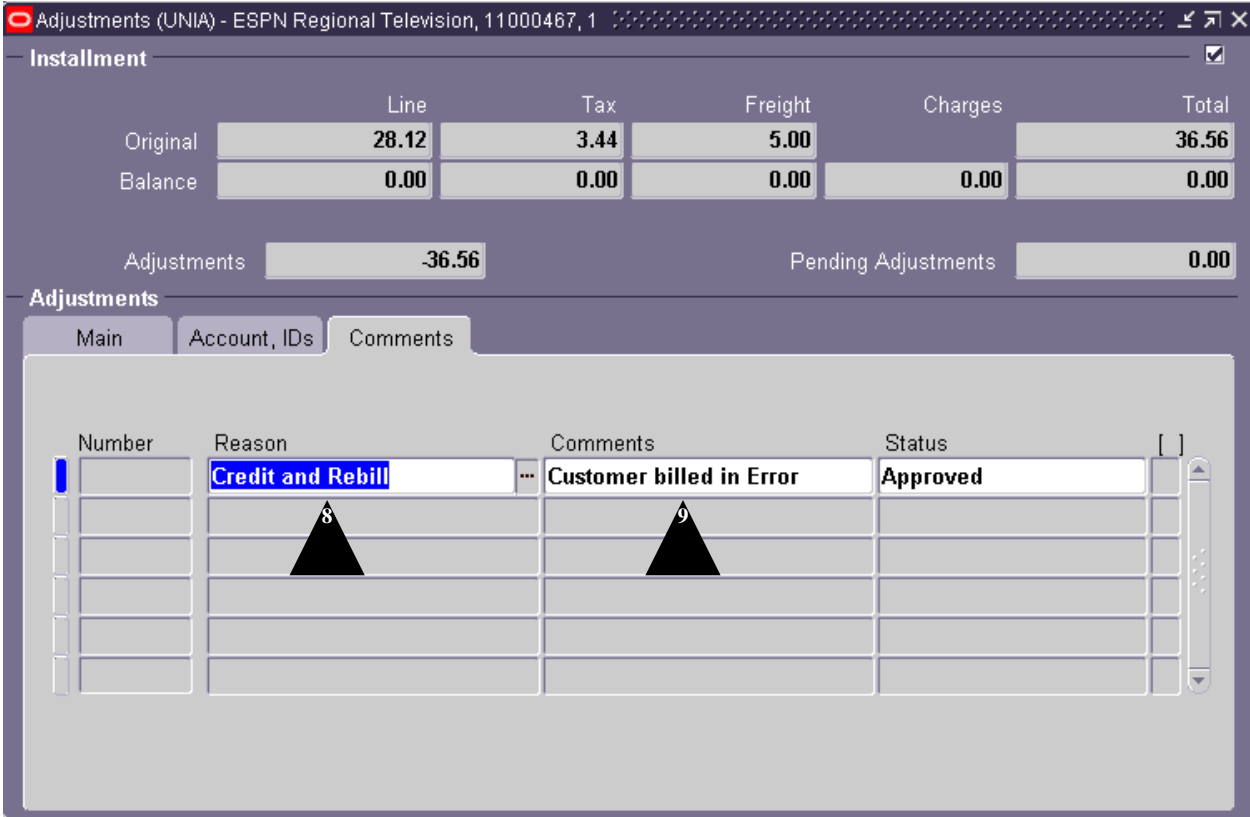 Adjustments (UNIA) - ESPN Regional Television, 11000467, 1
Installment
Line Tax Freight Charges Total
Original 28.12 3.44 5.00 36.56
Balance 0.00 0.00 0.00 0.00 0.00
Adjustments -36.56 Pending Adjustments 0.00
Adjustments
Main Account, IDs Comments
Number Reason Comments Status [ ]
Credit and Rebill ... Customer billed in Error Approved
8 9